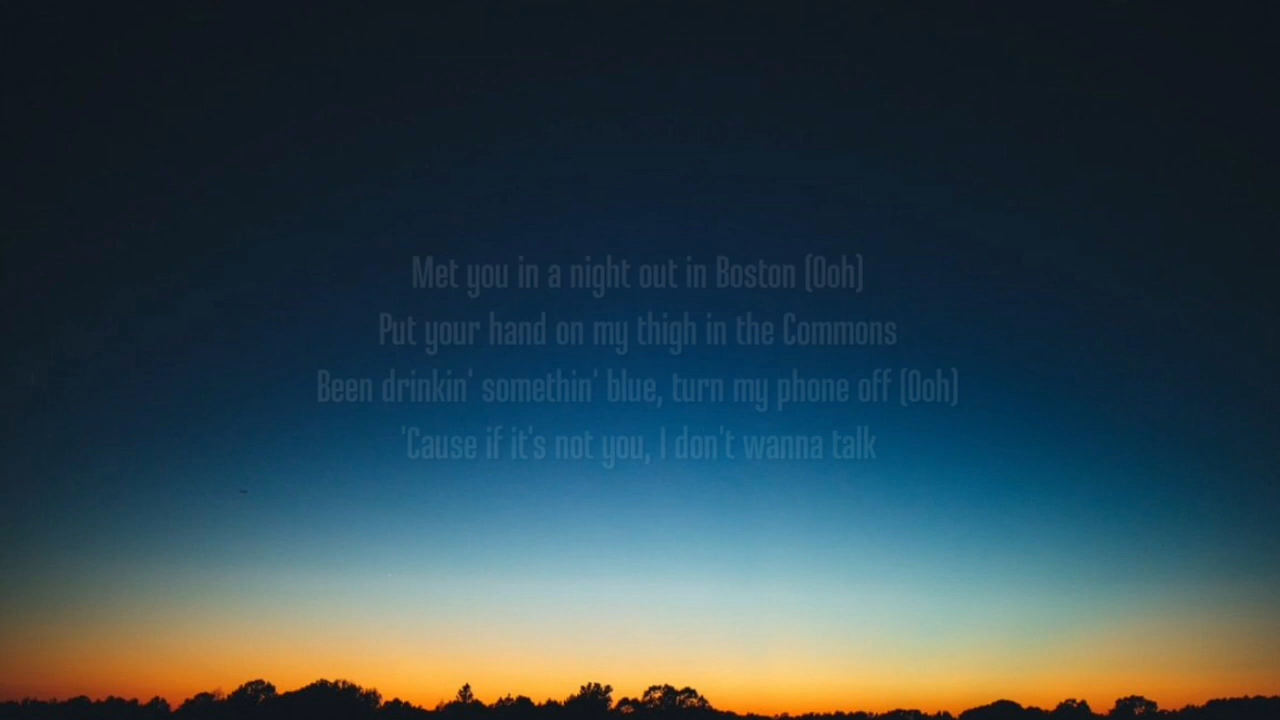 Met you in a night out in Boston (Ooh)
Put your hand on my thigh in the Commons
Been drinkin' somethin' blue, turn my phone off (Ooh)
'Cause if it's not you, I don't wanna talk